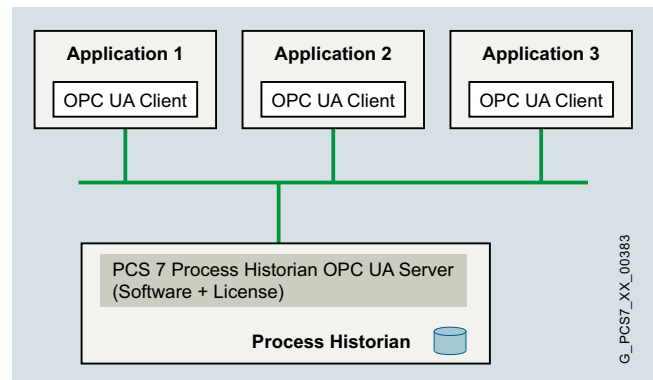 Application 1
OPC UA Client
Application 2
OPC UA Client
Application 3
OPC UA Client
PCS 7 Process Historian OPC UA Server
(Software + License)
Process Historian
G_PCS7_XX_00383